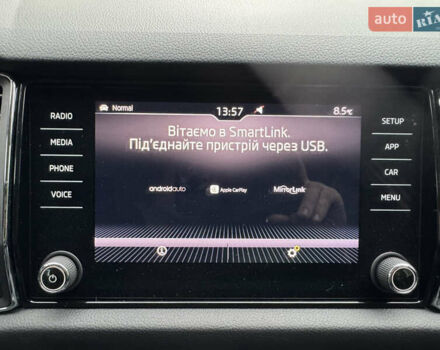 auto RIA
Normal 13:57 8.5°C
RADIO
MEDIA
PHONE
VOICE
Вітаємо в SmartLink.
Під'єднайте пристрій через USB.
androidauto Apple CarPlay MirrorLink
SETUP
APP
CAR
MENU